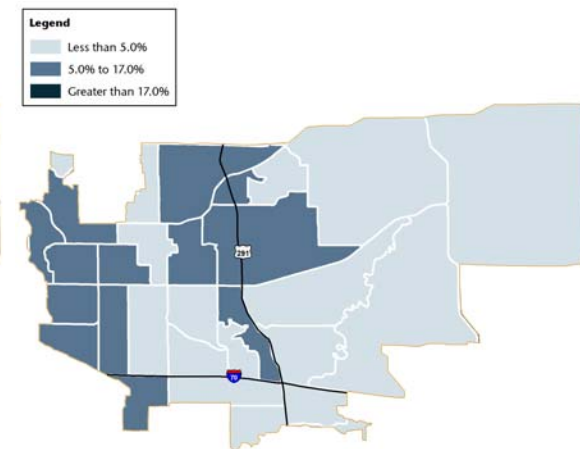 Legend
Less than 5.0%
5.0% to 17.0%
Greater than 17.0%
291
70